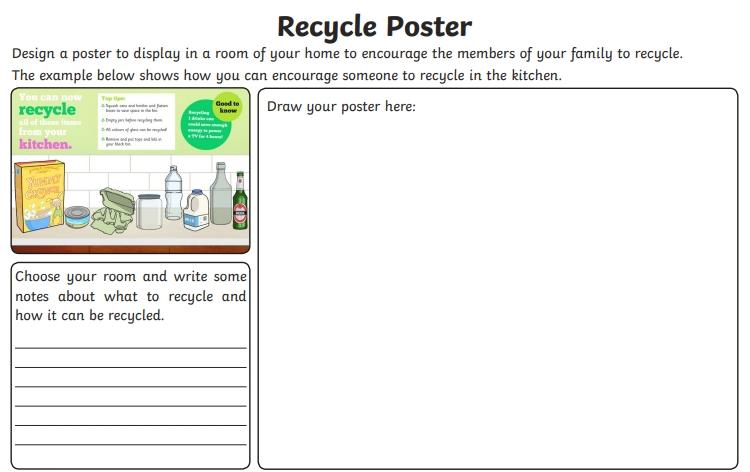 Recycle Poster
Design a poster to display in a room of your home to encourage the members of your family to recycle.
The example below shows how you can encourage someone to recycle in the kitchen.
You can now
recycle
all of these items
from your
kitchen.
Top tips:
Squash cans and bottles and flatten
boxes to save space in the bin.
Empty jars before recycling them.
All colours of glass can be recycled!
Remove and put tops and lids in
your black bin.
Good to
know
Recycling
1 drinks can
could save enough
energy to power
a TV for 4 hours!
YUMMY
MILK
Draw your poster here:
Choose your room and write some
notes about what to recycle and
how it can be recycled.